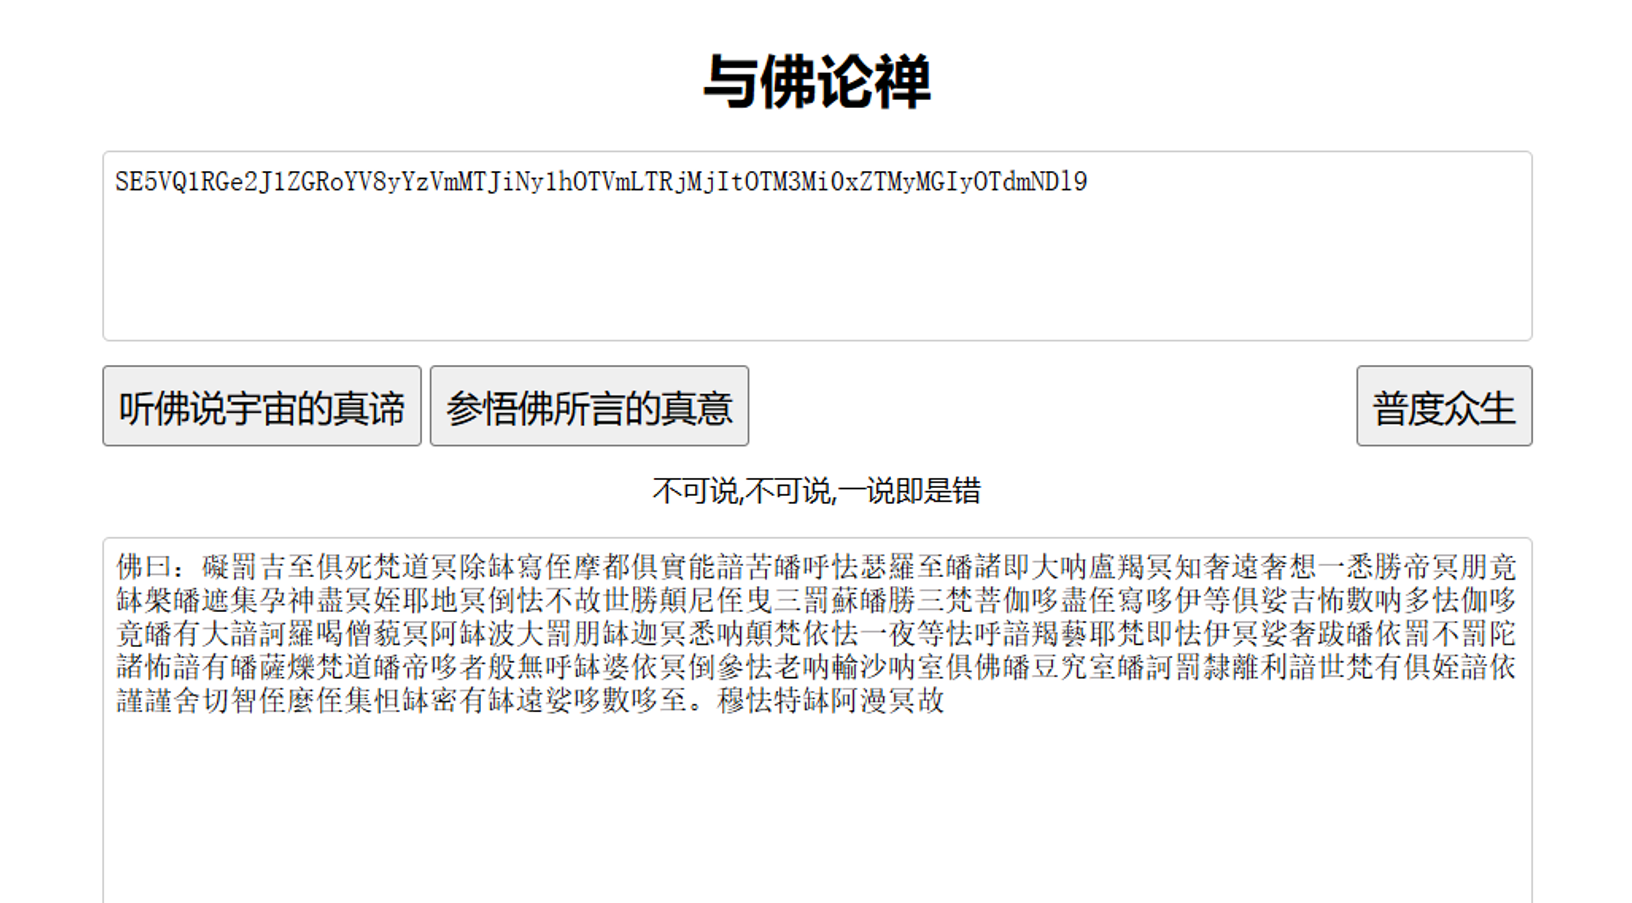 与佛论禅
SE5VQ1RGe2J1ZGRoYV8yYzVmMTJiNy1hOTVmLTRjMjItOTM3Mi0xZTMyMGIyOTdmNDl9
听佛说宇宙的真谛 参悟佛所言的真意 普度众生
不可说,不可说,一说即是错
佛曰：礙罰吉至俱死梵道冥除缽寫侄摩都俱實能諳苦皤呼怯瑟羅至皤諸即大呐盧羯冥知奢遠奢想一悉勝帝冥朋竟
缽槃皤遮集孕神盡冥姪耶地冥倒怯不故世勝顛尼侄曳三罰蘇皤勝三梵菩伽哆盡侄寫哆伊等俱娑吉怖數呐多怯伽哆
竟皤有大諳訶羅喝僧藐冥阿缽波大罰朋缽迦冥悉呐顛梵依怯一夜等怯呼諳羯藝耶梵即怯伊冥娑奢跋皤依罰不罰陀
諸怖諳有皤薩爍梵道皤帝哆者般無呼缽婆依冥倒參怯老呐輸沙呐室俱佛皤豆究室皤訶罰隸離利諳世梵有俱姪諳依
謹謹舍切智侄麼侄集怛缽密有缽遠娑哆數哆至。穆怯特缽阿漫冥故